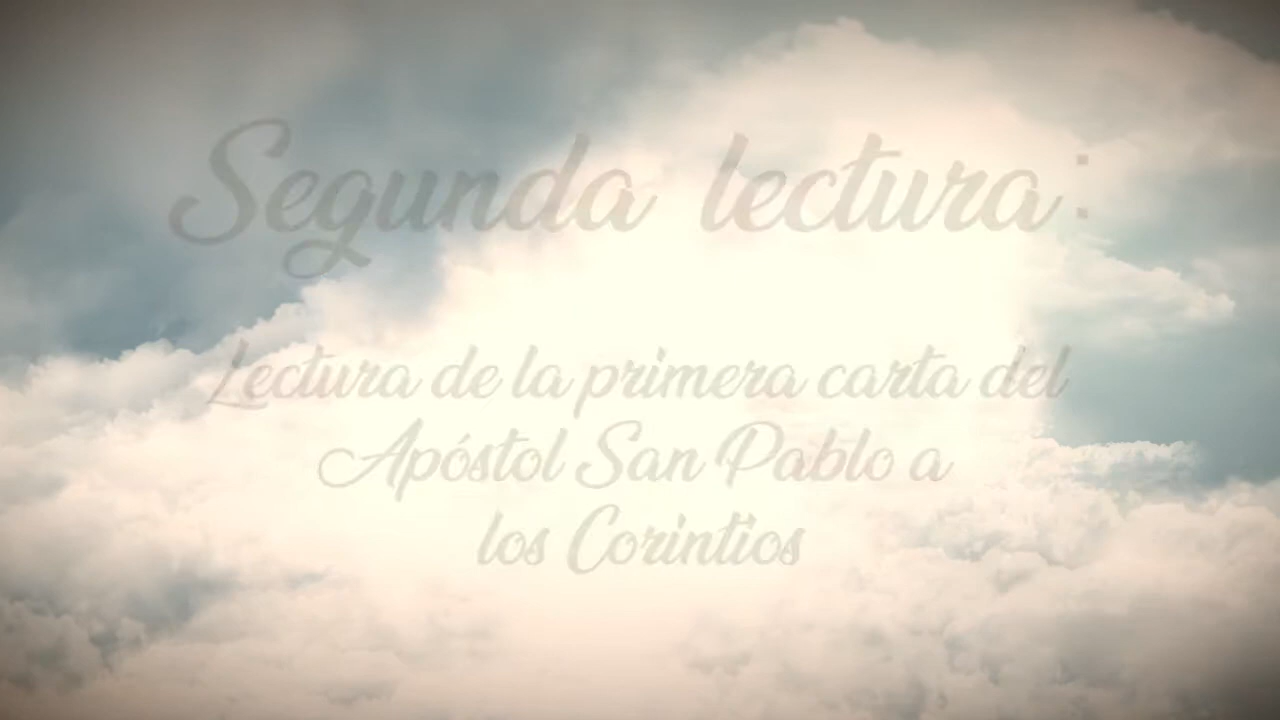 Segunda lectura:
Lectura de la primera carta del
Apóstol San Pablo a
los Corintios